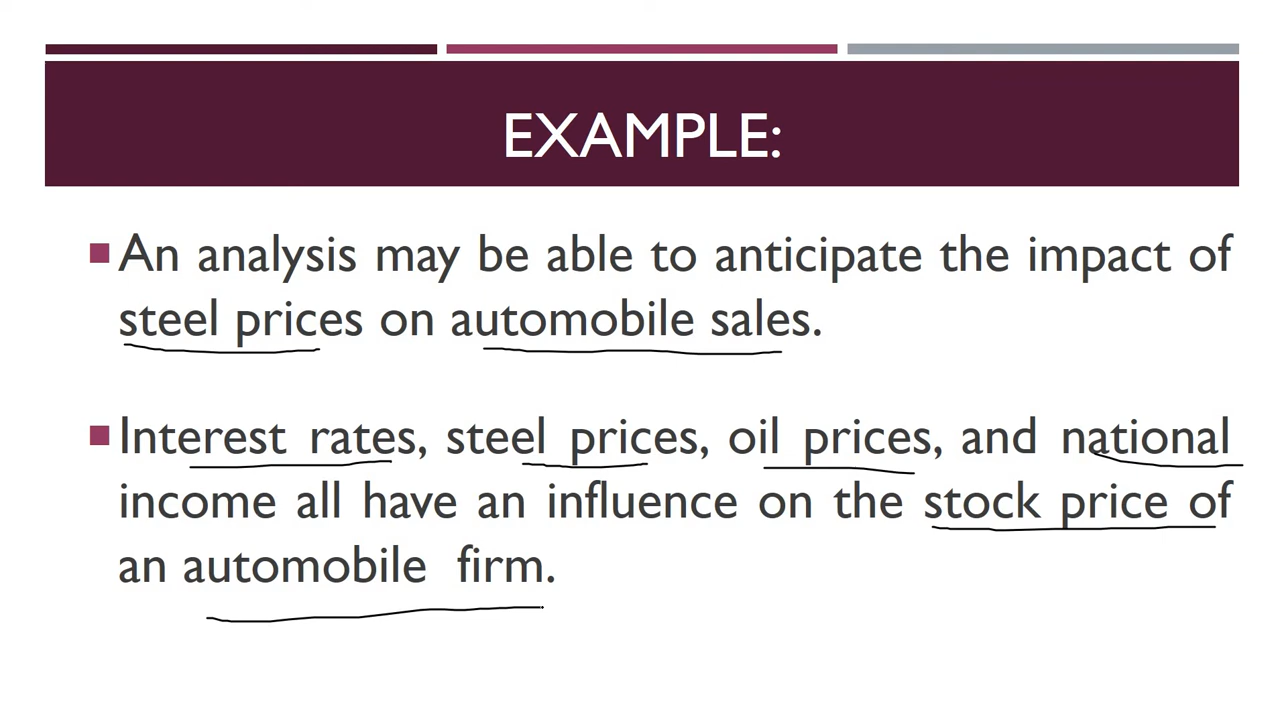 EXAMPLE:
An analysis may be able to anticipate the impact of
steel prices on automobile sales.
Interest rates, steel prices, oil prices, and national
income all have an influence on the stock price of
an automobile firm.